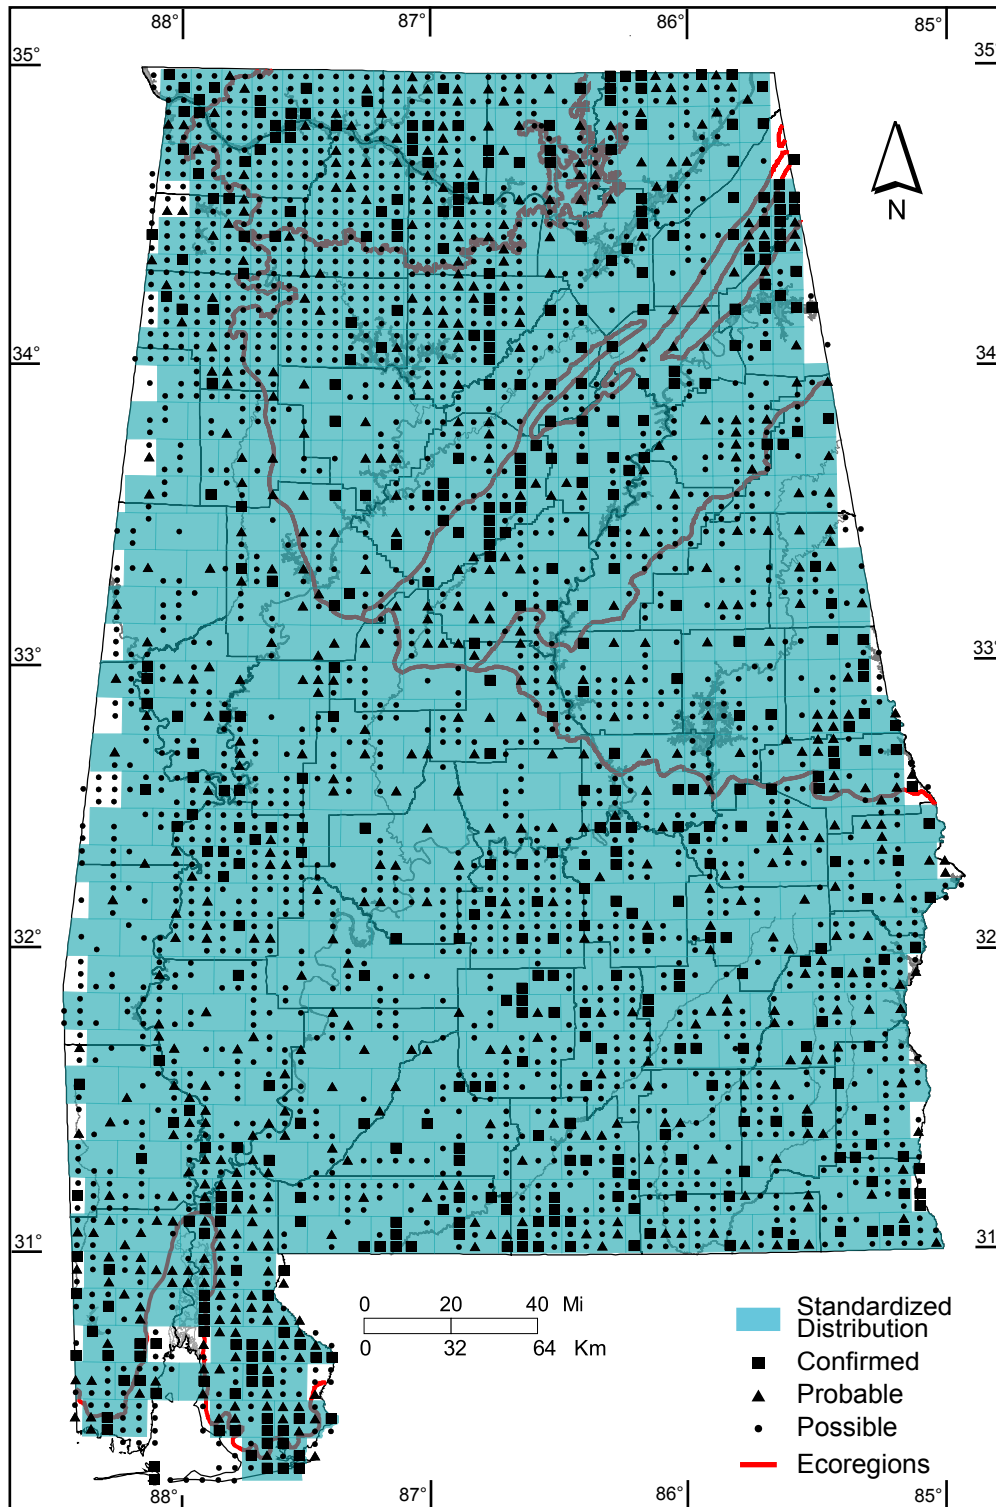 88° 87° 86° 85°
35° 35°
N
34° 34
33° 33°
32° 32
31° 31
0 20 40 Mi
0 32 64 Km
Standardized
Distribution
Confirmed
Probable
Possible
Ecoregions
88° 87° 86° 85°